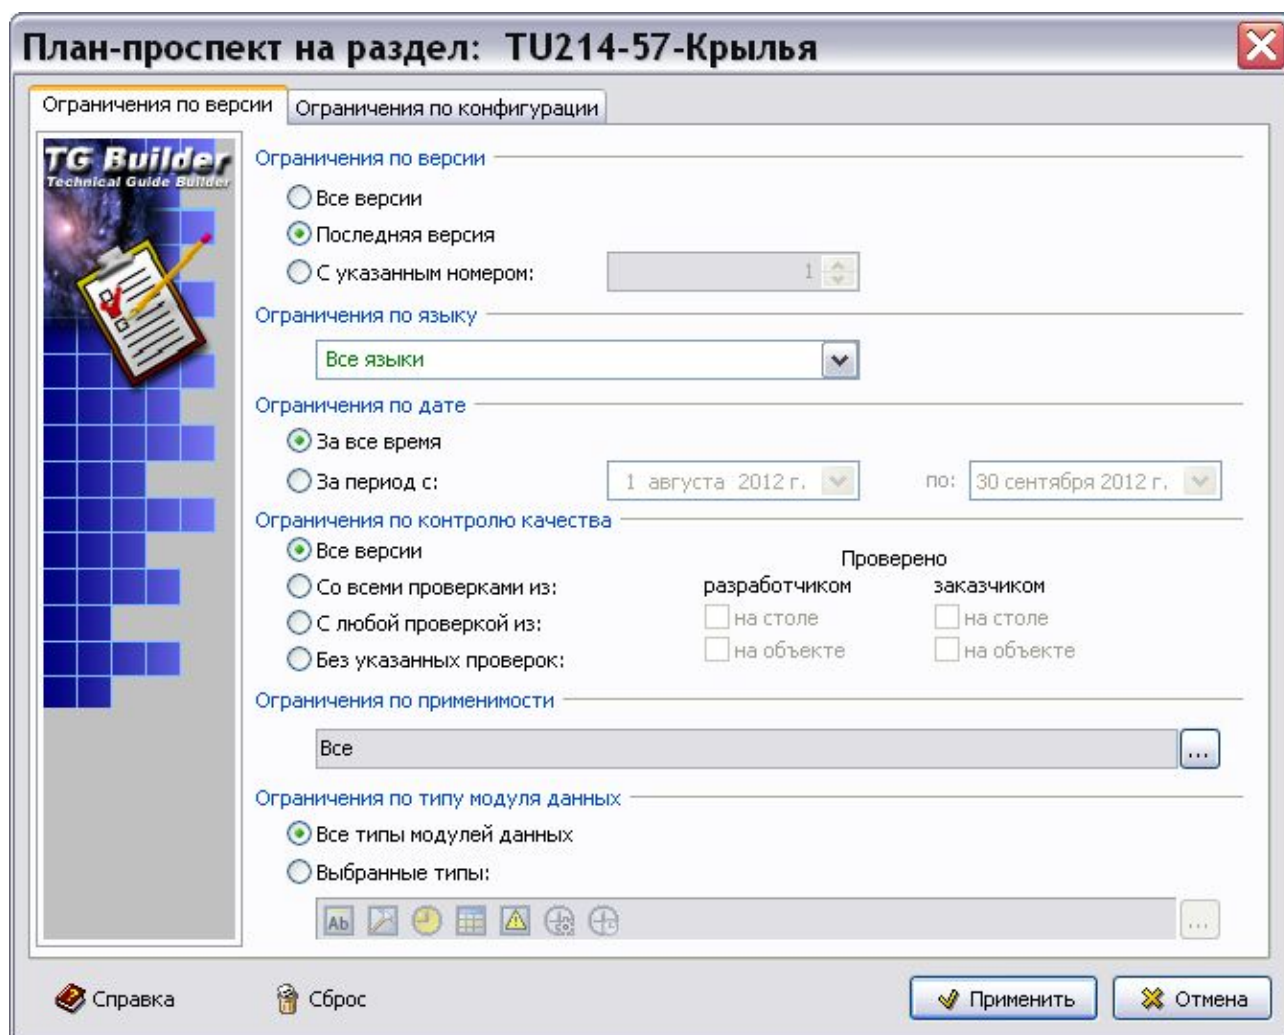 План-проспект на раздел: TU214-57-Крылья
Ограничения по версии
Ограничения по конфигурации
TG Builder
Technical Guide Builder
Ограничения по версии
Все версии
Последняя версия
С указанным номером: 1
Ограничения по языку
Все языки
Ограничения по дате
За все время
За период с: 1 августа 2012 г. по: 30 сентября 2012 г.
Ограничения по контролю качества
Все версии
Проверено
Со всеми проверками из: разработчиком заказчиком
С любой проверкой из: на столе на столе
Без указанных проверок: на объекте на объекте
Ограничения по применимости
Все ...
Ограничения по типу модуля данных
Все типы модулей данных
Выбранные типы:
Ab ...
Справка Сброс Применить Отмена